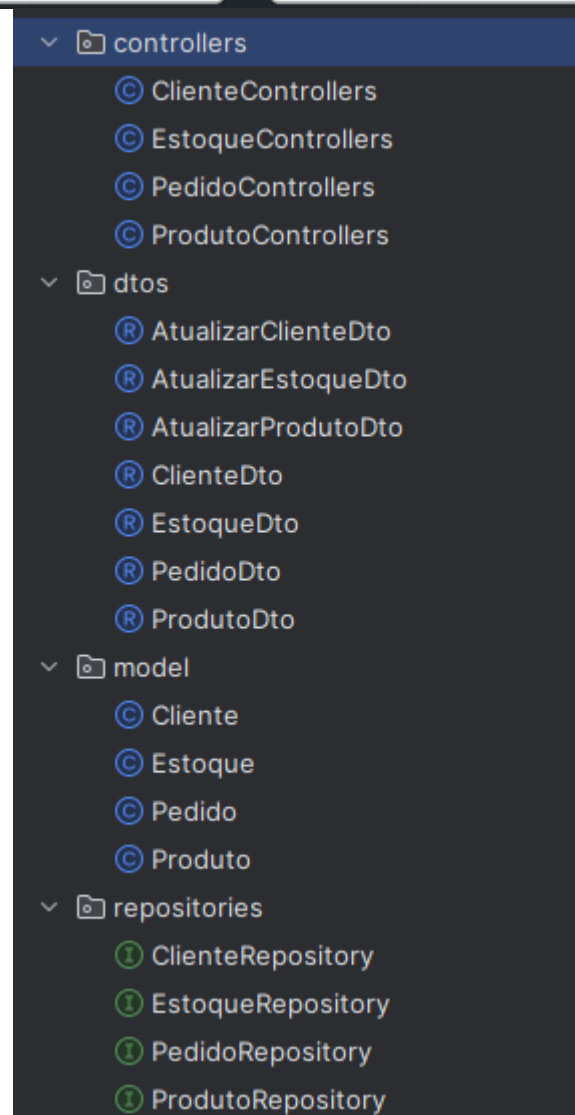 controllers
ClienteControllers
EstoqueControllers
PedidoControllers
ProdutoControllers
dtos
AtualizarClienteDto
AtualizarEstoqueDto
AtualizarProdutoDto
ClienteDto
EstoqueDto
PedidoDto
ProdutoDto
model
Cliente
Estoque
Pedido
Produto
repositories
ClienteRepository
EstoqueRepository
PedidoRepository
ProdutoRepository